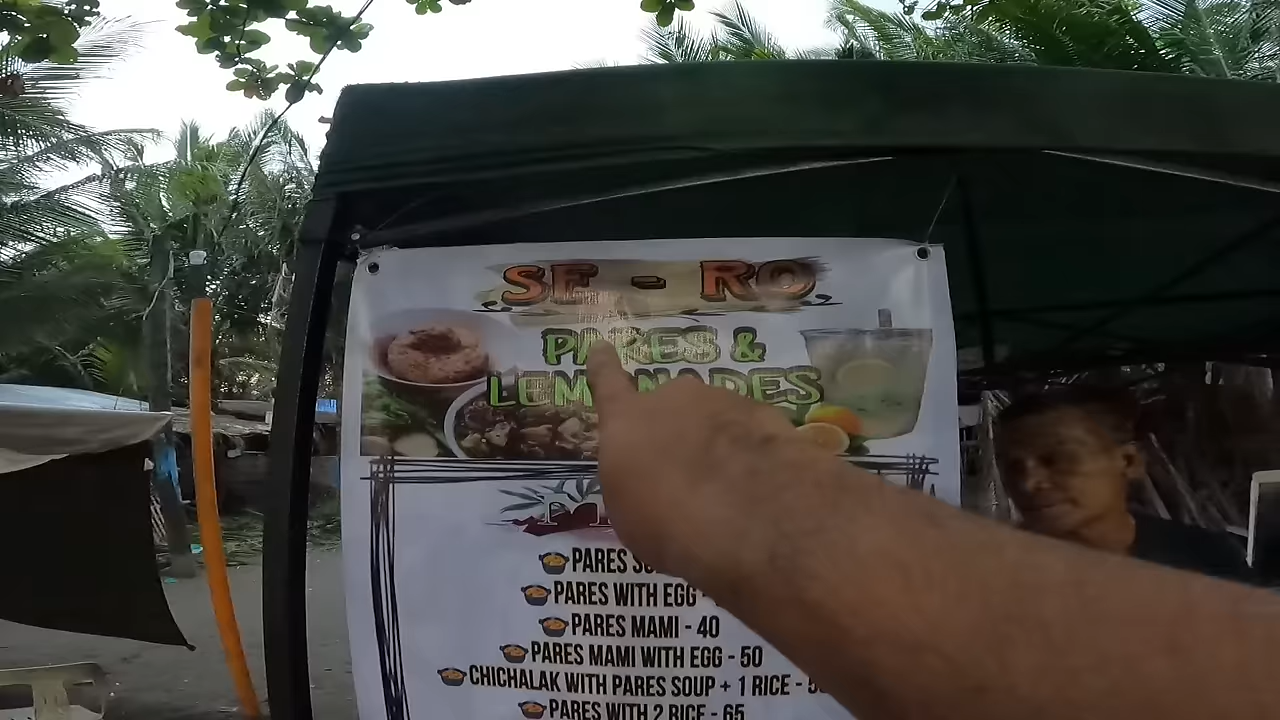 SE - RO
PARES &
LEMONADES
PARES
PARES WITH EGG -
PARES MAMI - 40
PARES MAMI WITH EGG - 50
CHICHALAK WITH PARES SOUP + 1 RICE -
PARES WITH 2 RICE - 65